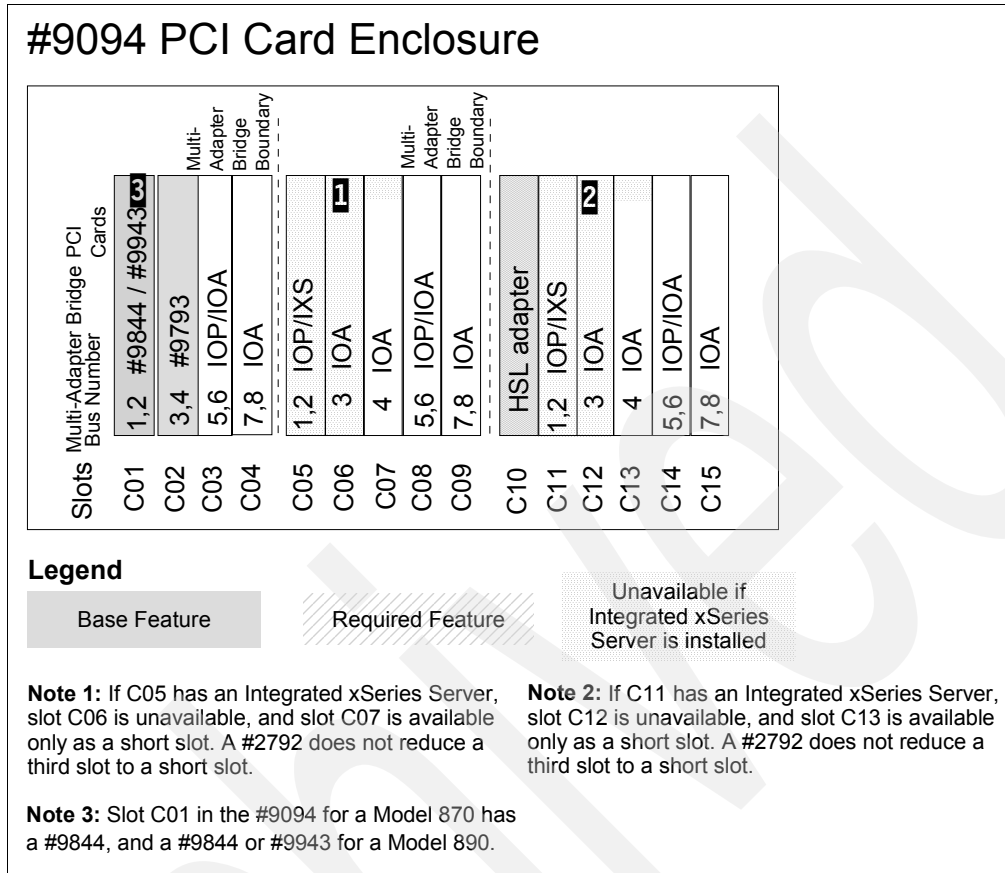 #9094 PCI Card Enclosure
Multi-
Adapter
Bridge
Boundary
Multi-
Adapter
Bridge
Boundary
Slots
Multi-Adapter Bridge PCI
Bus Number
Cards
C01 1,2 #9844 / #9943 3
C02 3,4 #9793
C03 5,6 IOP/IOA
C04 7,8 IOA
C05 1,2 IOP/IXS
C06 3 IOA 1
C07 4 IOA
C08 5,6 IOP/IOA
C09 7,8 IOA
C10 HSL adapter
C11 1,2 IOP/IXS
C12 3 IOA 2
C13 4 IOA
C14 5,6 IOP/IOA
C15 7,8 IOA
Legend
Base Feature
Required Feature
Unavailable if
Integrated xSeries
Server is installed
Note 1: If C05 has an Integrated xSeries Server,
slot C06 is unavailable, and slot C07 is available
only as a short slot. A #2792 does not reduce a
third slot to a short slot.
Note 2: If C11 has an Integrated xSeries Server,
slot C12 is unavailable, and slot C13 is available
only as a short slot. A #2792 does not reduce a
third slot to a short slot.
Note 3: Slot C01 in the #9094 for a Model 870 has
a #9844, and a #9844 or #9943 for a Model 890.